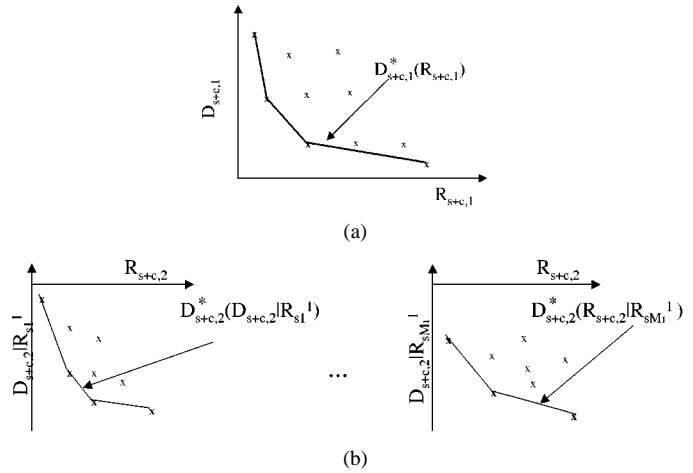 D*s+c,1(Rs+c,1)
Ds+c,1
Rs+c,1
(a)
Rs+c,2
D*s+c,2(Ds+c,2|Rs1¹)
Ds+c,2|Rs1¹
...
Rs+c,2
D*s+c,2(Rs+c,2|RsM₁¹)
Ds+c,2|RsM₁¹
(b)